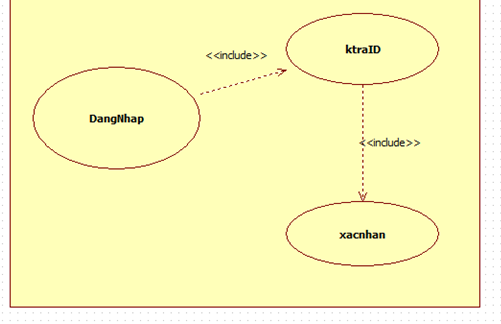 ktraID
<<include>>
DangNhap
<<include>>
xacnhan